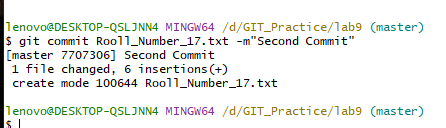 lenovo@DESKTOP-QSLJNN4 MINGW64 /d/GIT_Practice/lab9 (master)
$ git commit Rooll_Number_17.txt -m"Second Commit"
[master 7707306] Second Commit
 1 file changed, 6 insertions(+)
 create mode 100644 Rooll_Number_17.txt

lenovo@DESKTOP-QSLJNN4 MINGW64 /d/GIT_Practice/lab9 (master)
$